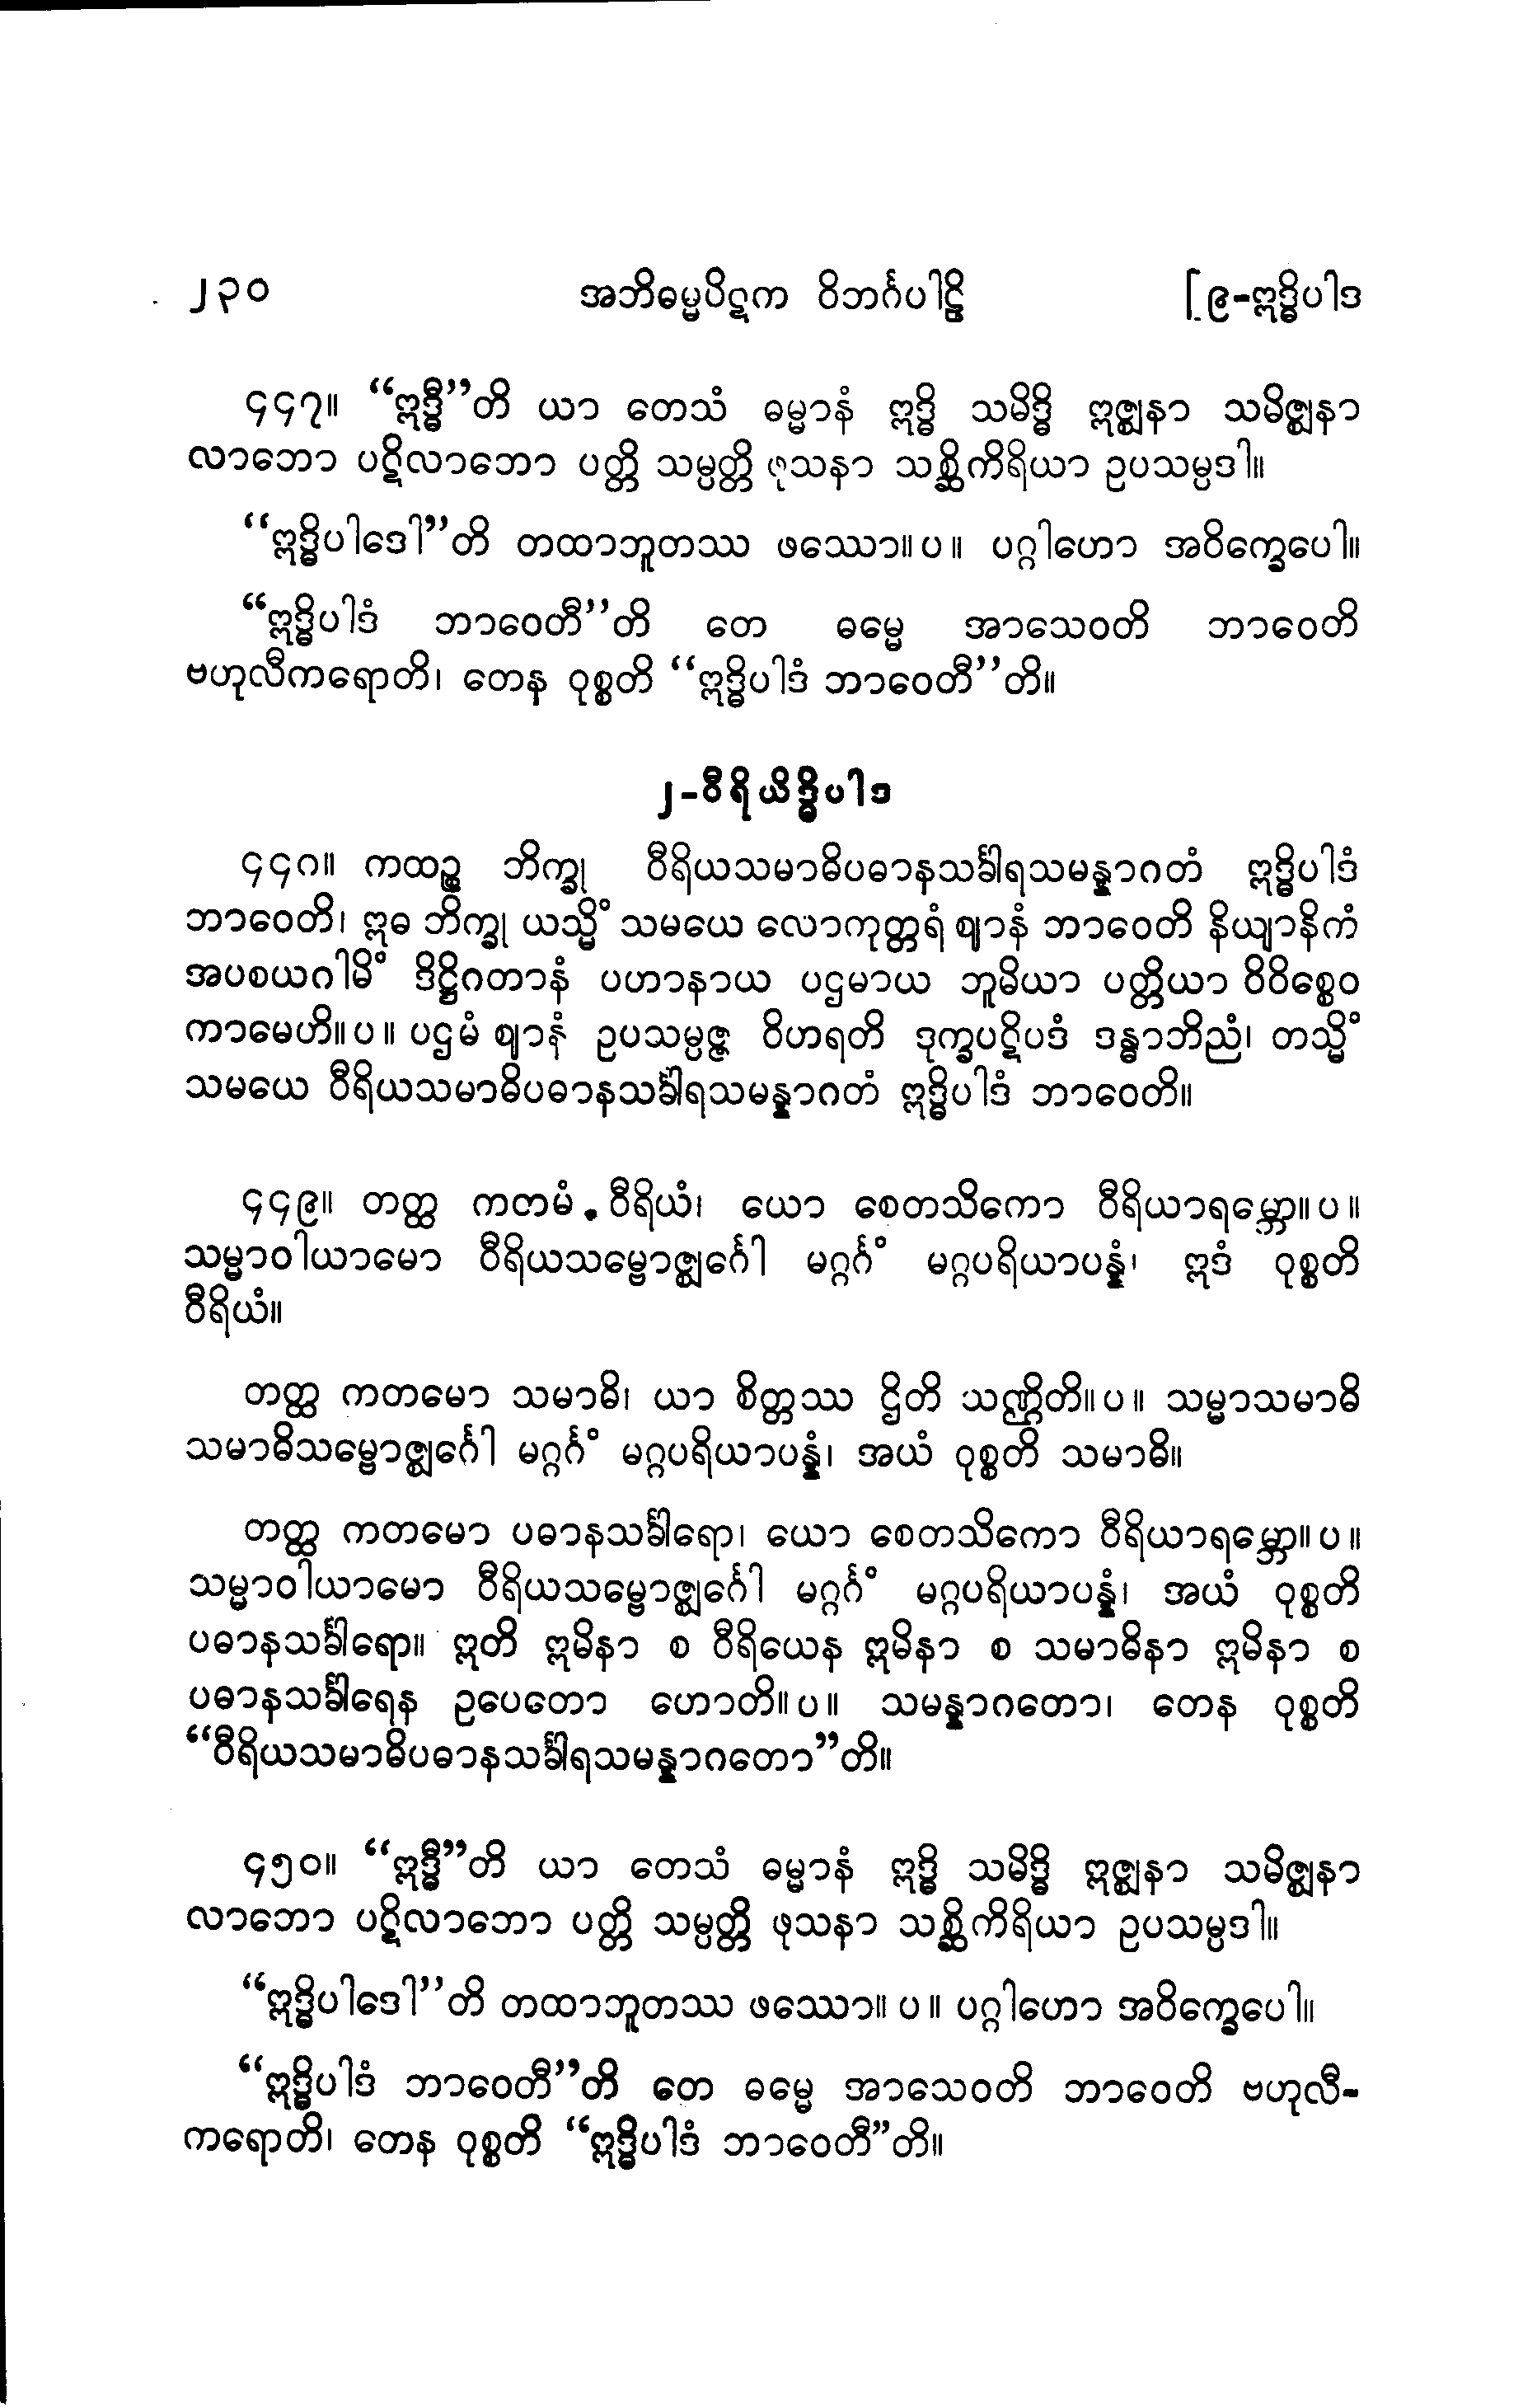 ၂၃၀ အဘိဓမ္မပိဋက ဝိဘင်္ဂပါဠိ [၉-ဣဒ္ဓိပါဒ
၄၄၇။ “ဣဒ္ဓီ”တိ ယာ တေသံ ဓမ္မာနံ ဣဒ္ဓိ သမိဒ္ဓိ ဣဇ္ဈနာ သမိဇ္ဈနာ
လာဘော ပဋိလာဘော ပတ္တိ သမ္ပတ္တိ ဖုသနာ သစ္ဆိကိရိယာ ဥပသမ္ပဒါ။
“ဣဒ္ဓိပါဒေါ”တိ တထာဘူတဿ ဖဿော။ပ။ ပဂ္ဂါဟော အဝိက္ခေပေါ။
“ဣဒ္ဓိပါဒံ ဘာဝေတီ”တိ တေ ဓမ္မေ အာသေဝတိ ဘာဝေတိ
ဗဟုလီကရောတိ၊ တေန ဝုစ္စတိ “ဣဒ္ဓိပါဒံ ဘာဝေတီ”တိ။
၂-ဝီရိယိဒ္ဓိပါဒ
၄၄၈။ ကထဉ္စ ဘိက္ခု ဝီရိယသမာဓိပဓာနသင်္ခါရသမန္နာဂတံ ဣဒ္ဓိပါဒံ
ဘာဝေတိ၊ ဣဓ ဘိက္ခု ယသ္မိံ သမယေ လောကုတ္တရံ ဈာနံ ဘာဝေတိ နိယျာနိကံ
အပစယဂါမိံ ဒိဋ္ဌိဂတာနံ ပဟာနာယ ပဌမာယ ဘူမိယာ ပတ္တိယာ ဝိဝိစ္စေဝ
ကာမေဟိ။ပ။ ပဌမံ ဈာနံ ဥပသမ္ပဇ္ဇ ဝိဟရတိ ဒုက္ခပဋိပဒံ ဒန္ဓာဘိညံ၊ တသ္မိံ
သမယေ ဝီရိယသမာဓိပဓာနသင်္ခါရသမန္နာဂတံ ဣဒ္ဓိပါဒံ ဘာဝေတိ။
၄၄၉။ တတ္ထ ကတမံ ဝီရိယံ၊ ယော စေတသိကော ဝီရိယာရမ္ဘော။ပ။
သမ္မာဝါယာမော ဝီရိယသမ္ဗောဇ္ဈင်္ဂေါ မဂ္ဂင်္ဂံ မဂ္ဂပရိယာပန္နံ၊ ဣဒံ ဝုစ္စတိ
ဝီရိယံ။
တတ္ထ ကတမော သမာဓိ၊ ယာ စိတ္တဿ ဌိတိ သဏ္ဌိတိ။ပ။ သမ္မာသမာဓိ
သမာဓိသမ္ဗောဇ္ဈင်္ဂေါ မဂ္ဂင်္ဂံ မဂ္ဂပရိယာပန္နံ၊ အယံ ဝုစ္စတိ သမာဓိ။
တတ္ထ ကတမော ပဓာနသင်္ခါရော၊ ယော စေတသိကော ဝီရိယာရမ္ဘော။ပ။
သမ္မာဝါယာမော ဝီရိယသမ္ဗောဇ္ဈင်္ဂေါ မဂ္ဂင်္ဂံ မဂ္ဂပရိယာပန္နံ၊ အယံ ဝုစ္စတိ
ပဓာနသင်္ခါရော။ ဣတိ ဣမိနာ စ ဝီရိယေန ဣမိနာ စ သမာဓိနာ ဣမိနာ စ
ပဓာနသင်္ခါရေန ဥပေတော ဟောတိ။ပ။ သမန္နာဂတော၊ တေန ဝုစ္စတိ
“ဝီရိယသမာဓိပဓာနသင်္ခါရသမန္နာဂတော”တိ။
၄၅၀။ “ဣဒ္ဓီ”တိ ယာ တေသံ ဓမ္မာနံ ဣဒ္ဓိ သမိဒ္ဓိ ဣဇ္ဈနာ သမိဇ္ဈနာ
လာဘော ပဋိလာဘော ပတ္တိ သမ္ပတ္တိ ဖုသနာ သစ္ဆိကိရိယာ ဥပသမ္ပဒါ။
“ဣဒ္ဓိပါဒေါ”တိ တထာဘူတဿ ဖဿော။ပ။ ပဂ္ဂါဟော အဝိက္ခေပေါ။
“ဣဒ္ဓိပါဒံ ဘာဝေတီ”တိ တေ ဓမ္မေ အာသေဝတိ ဘာဝေတိ ဗဟုလီ-
ကရောတိ၊ တေန ဝုစ္စတိ “ဣဒ္ဓိပါဒံ ဘာဝေတီ”တိ။